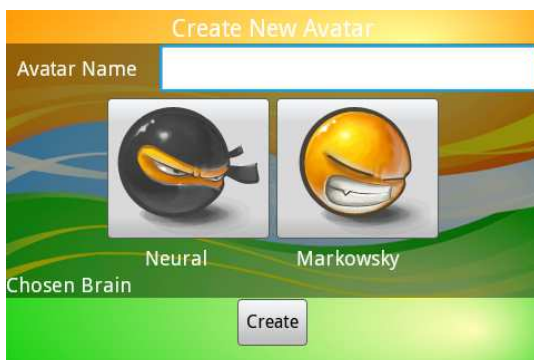 Create New Avatar
Avatar Name
Neural Markowsky
Chosen Brain
Create